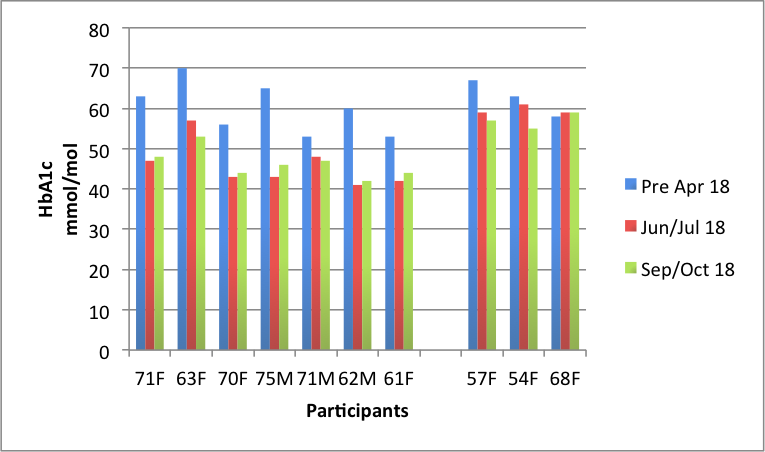 80
70
60
50
40
30
20
10
0
HbA1c
mmol/mol
71F 63F 70F 75M 71M 62M 61F 57F 54F 68F
Participants
Pre Apr 18
Jun/Jul 18
Sep/Oct 18